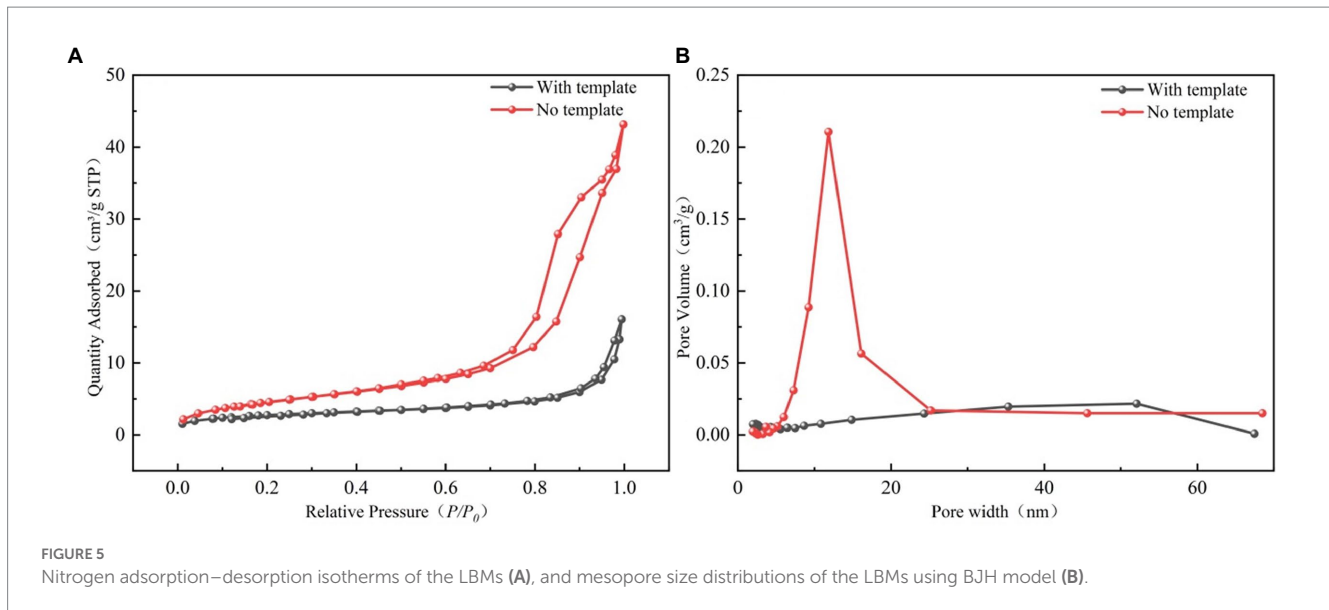 A
50
40
30
20
10
0
Quantity Adsorbed（cm³/g STP）
With template
No template
0.0 0.2 0.4 0.6 0.8 1.0
Relative Pressure（P/P₀）
B
0.25
0.20
0.15
0.10
0.05
0.00
Pore Volume（cm³/g）
With template
No template
0 20 40 60
Pore width（nm）
FIGURE 5
Nitrogen adsorption–desorption isotherms of the LBMs (A), and mesopore size distributions of the LBMs using BJH model (B).